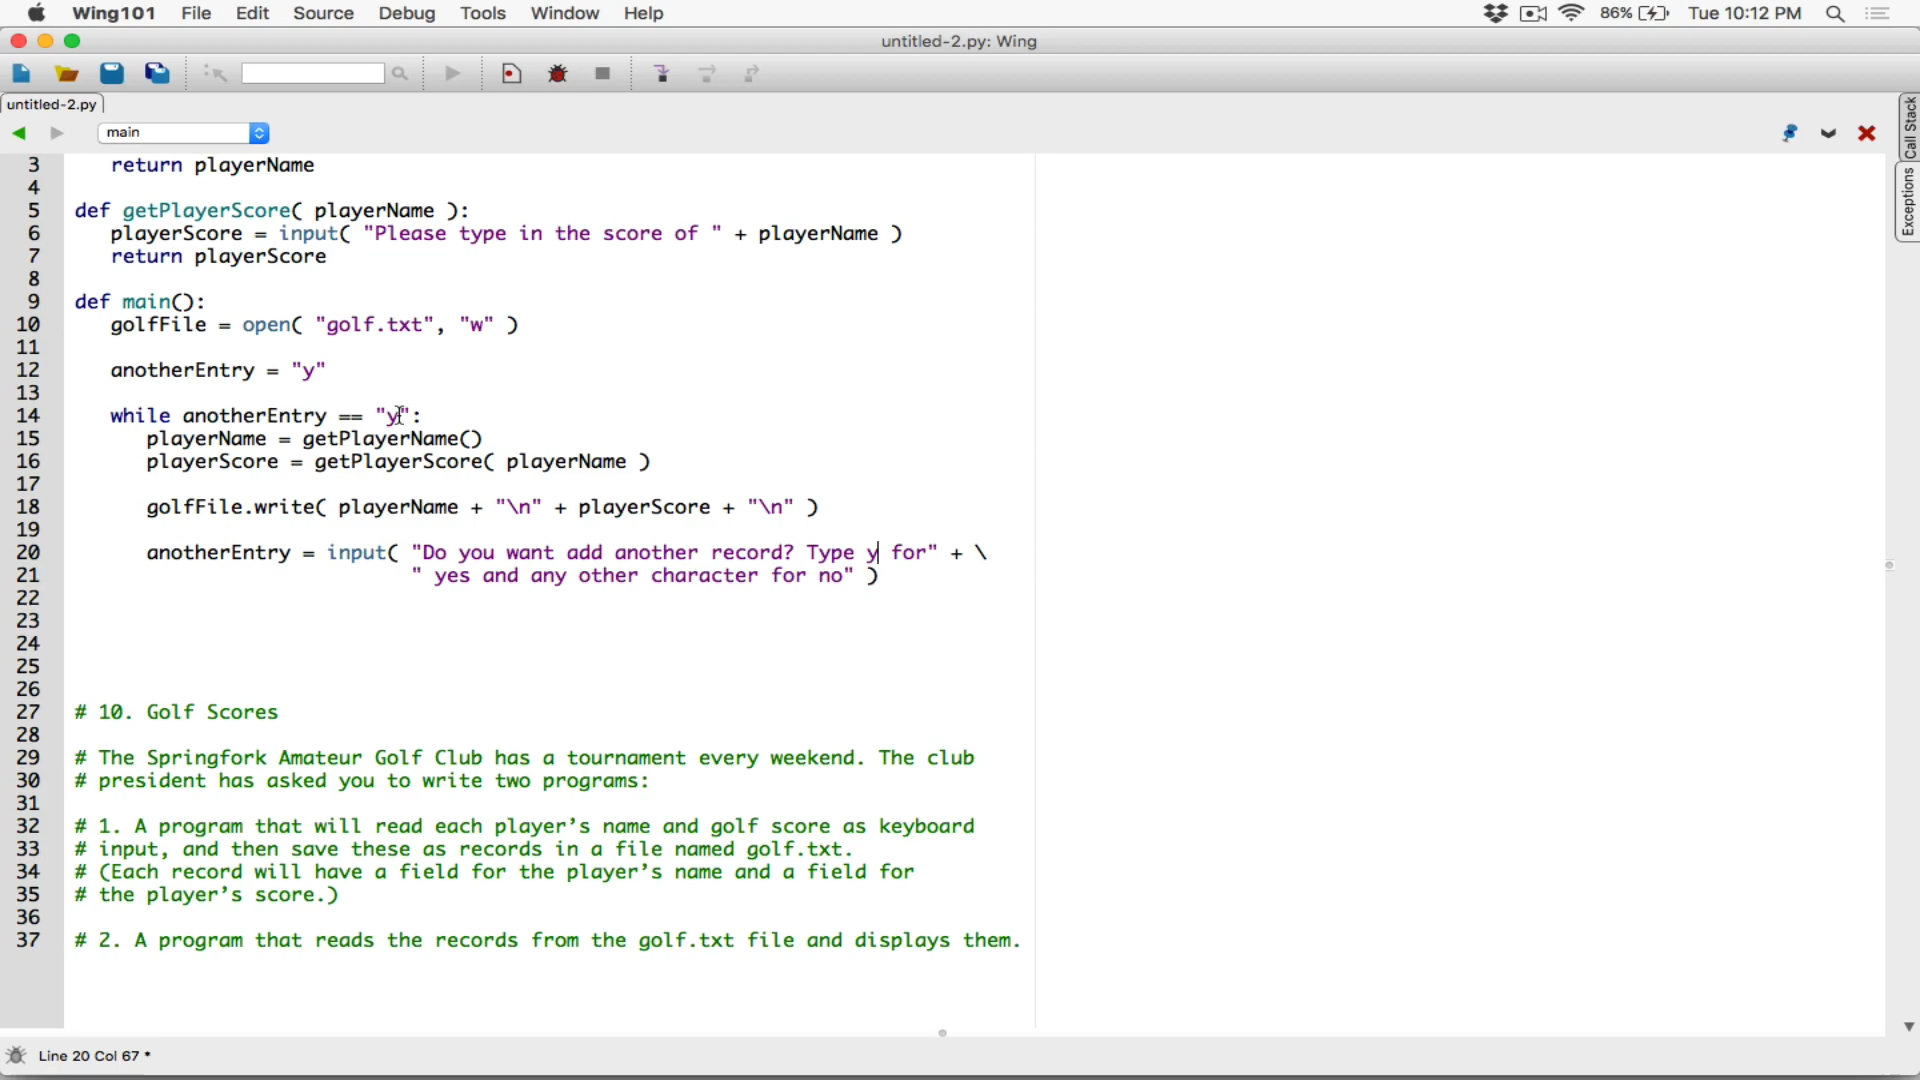 Wing101 File Edit Source Debug Tools Window Help 86% Tue 10:12 PM
untitled-2.py: Wing
untitled-2.py
main
Call Stack
Exceptions
3 return playerName
4
5 def getPlayerScore( playerName ):
6 playerScore = input( "Please type in the score of " + playerName )
7 return playerScore
8
9 def main():
10 golfFile = open( "golf.txt", "w" )
11
12 anotherEntry = "y"
13
14 while anotherEntry == "y":
15 playerName = getPlayerName()
16 playerScore = getPlayerScore( playerName )
17
18 golfFile.write( playerName + "\n" + playerScore + "\n" )
19
20 anotherEntry = input( "Do you want add another record? Type y for" + \
21 " yes and any other character for no" )
22
23
24
25
26
27 # 10. Golf Scores
28
29 # The Springfork Amateur Golf Club has a tournament every weekend. The club
30 # president has asked you to write two programs:
31
32 # 1. A program that will read each player’s name and golf score as keyboard
33 # input, and then save these as records in a file named golf.txt.
34 # (Each record will have a field for the player’s name and a field for
35 # the player’s score.)
36
37 # 2. A program that reads the records from the golf.txt file and displays them.
Line 20 Col 67 *